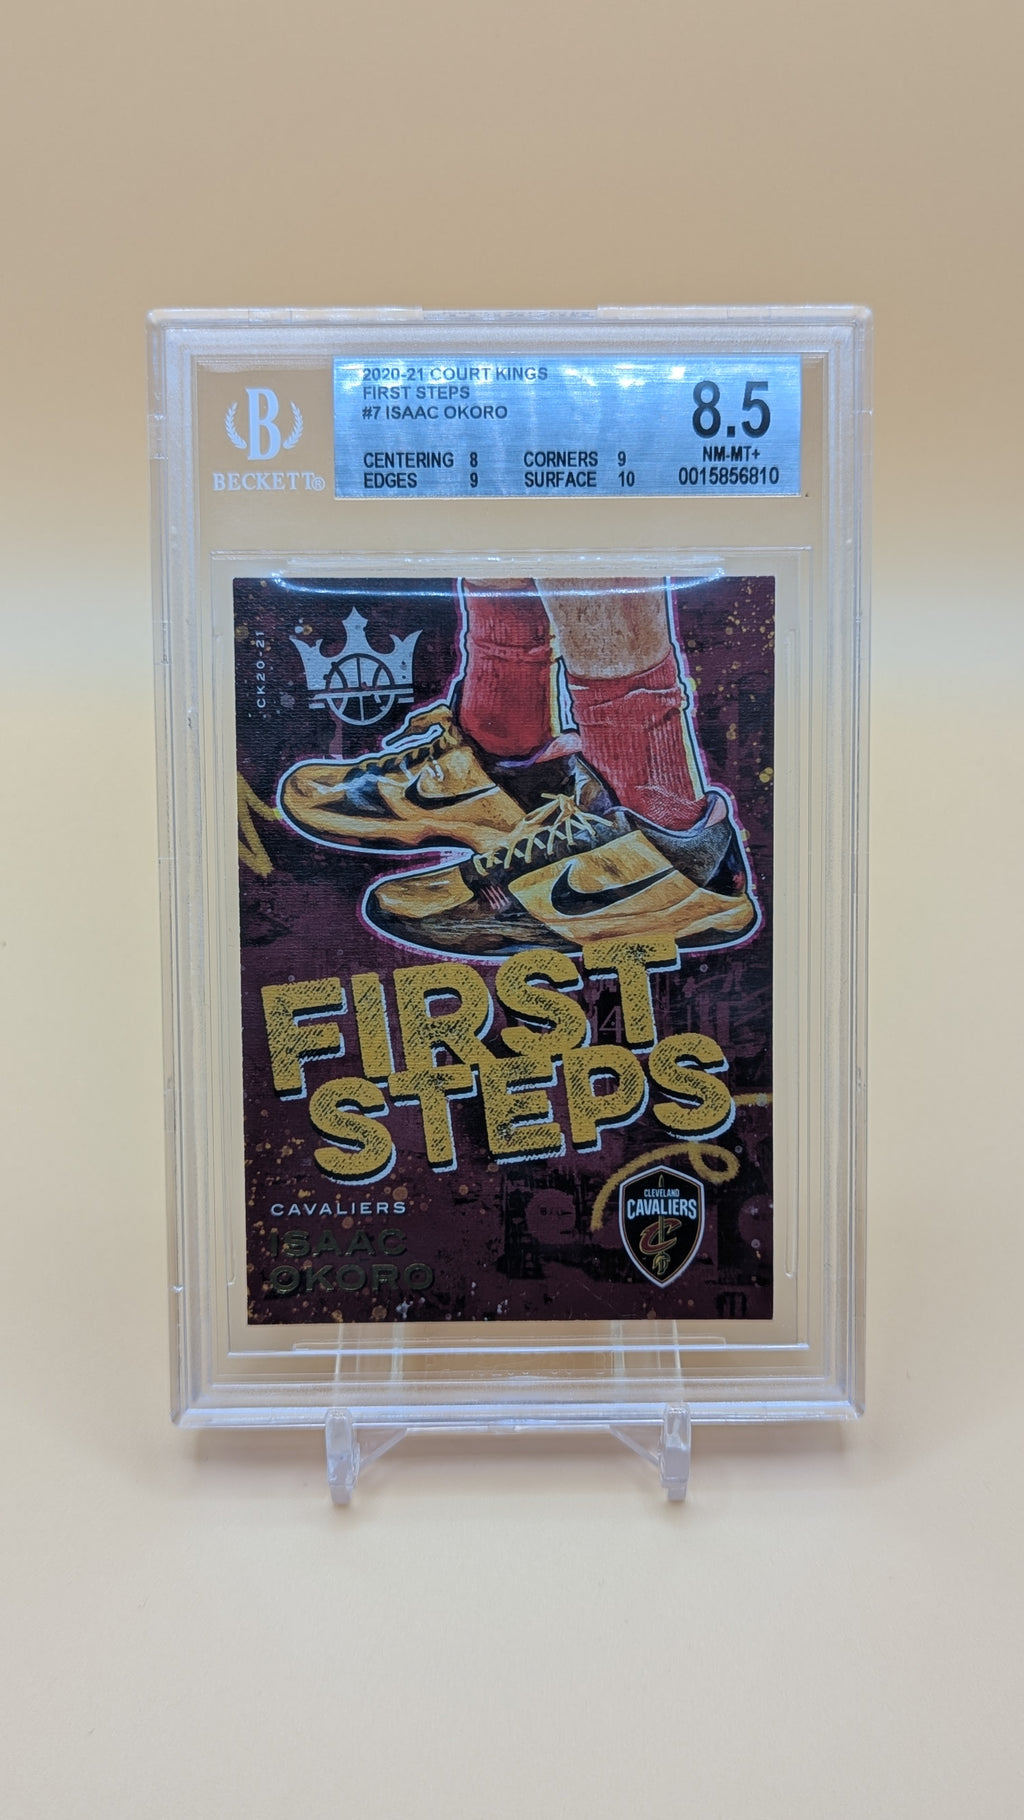 2020-21 COURT KINGS
FIRST STEPS
#7 ISAAC OKORO
CENTERING 8 CORNERS 9
EDGES 9 SURFACE 10
8.5
NM-MT+
0015856810
B
BECKETT®
CK20-21
FIRST
STEPS
CAVALIERS
ISAAC
OKORO
CLEVELAND
CAVALIERS
C